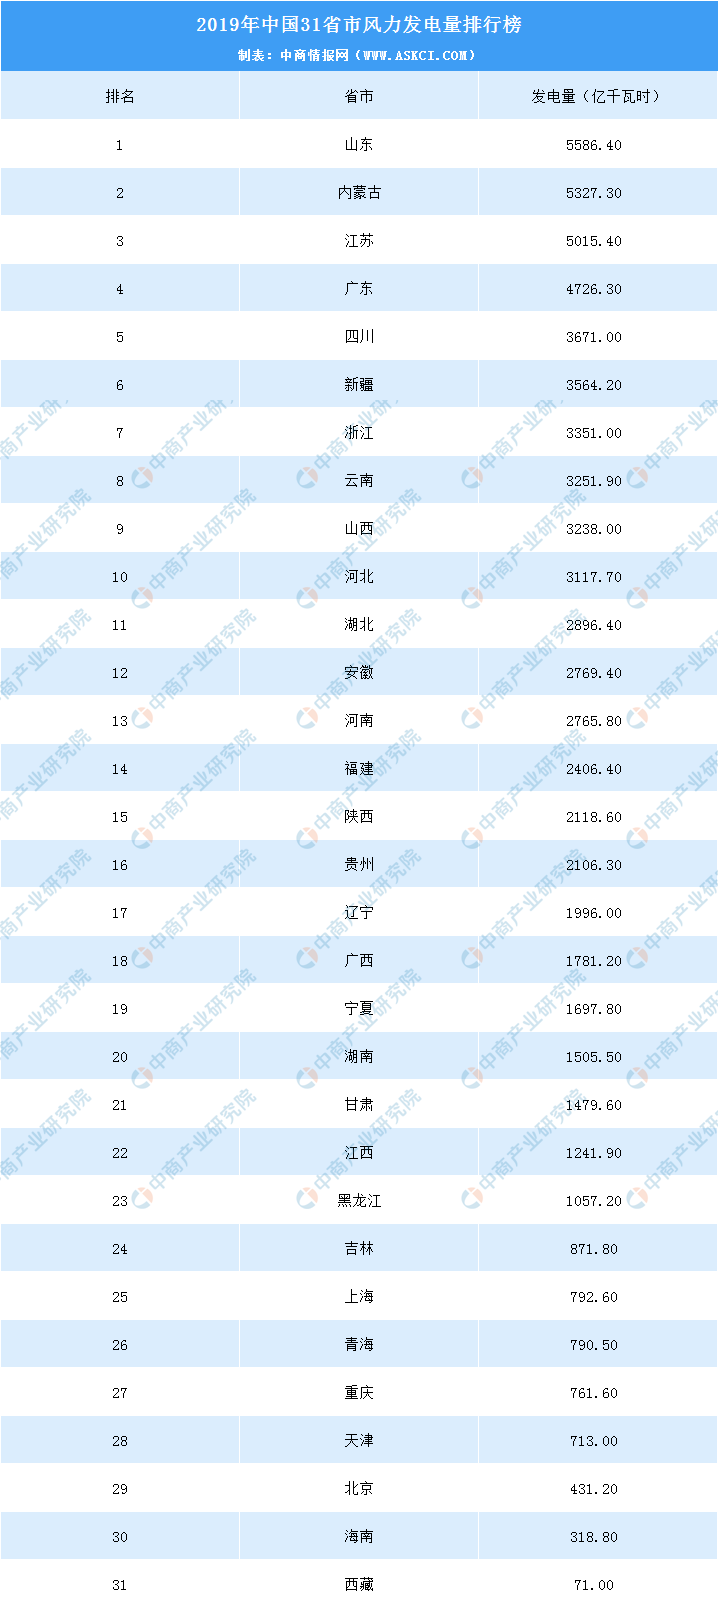 2019年中国31省市风力发电量排行榜
制表：中商情报网（WWW.ASKCI.COM）
排名 省市 发电量（亿千瓦时）
1 山东 5586.40
2 内蒙古 5327.30
3 江苏 5015.40
4 广东 4726.30
5 四川 3671.00
6 新疆 3564.20
7 浙江 3351.00
8 云南 3251.90
9 山西 3238.00
10 河北 3117.70
11 湖北 2896.40
12 安徽 2769.40
13 河南 2765.80
14 福建 2406.40
15 陕西 2118.60
16 贵州 2106.30
17 辽宁 1996.00
18 广西 1781.20
19 宁夏 1697.80
20 湖南 1505.50
21 甘肃 1479.60
22 江西 1241.90
23 黑龙江 1057.20
24 吉林 871.80
25 上海 792.60
26 青海 790.50
27 重庆 761.60
28 天津 713.00
29 北京 431.20
30 海南 318.80
31 西藏 71.00
中商产业研究院